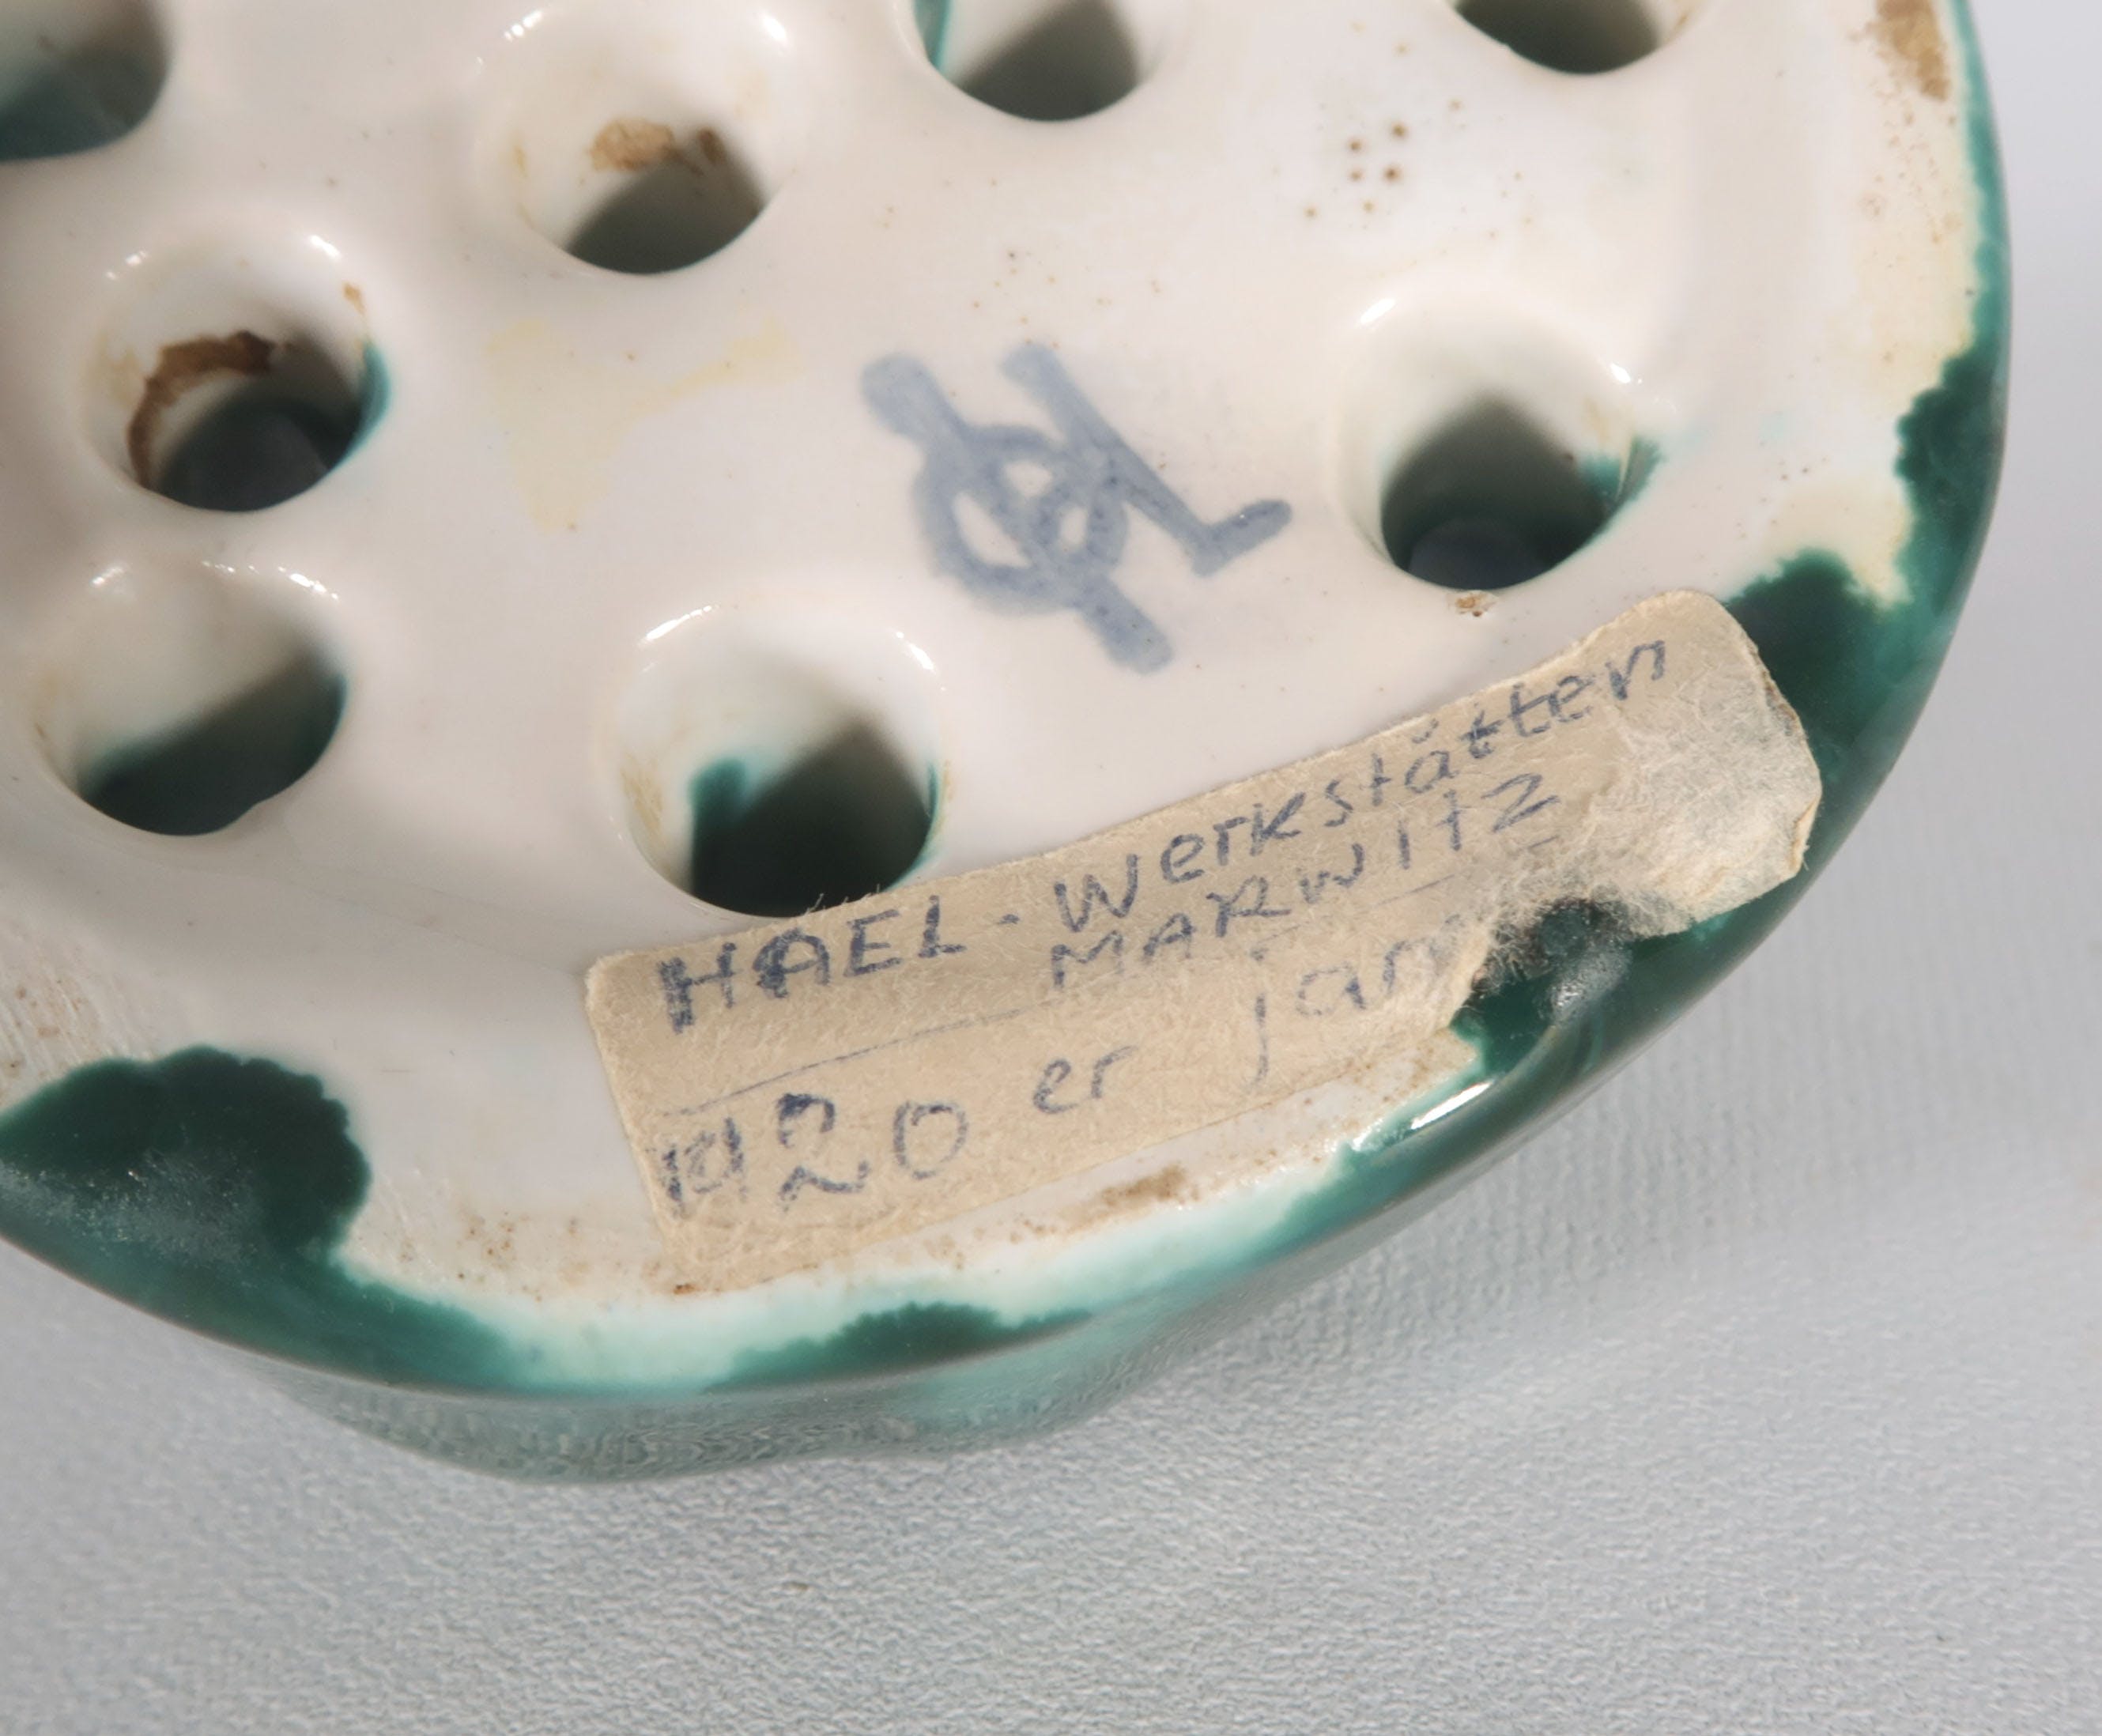 HAEL - Werkstätten
MARWITZ
1920 er